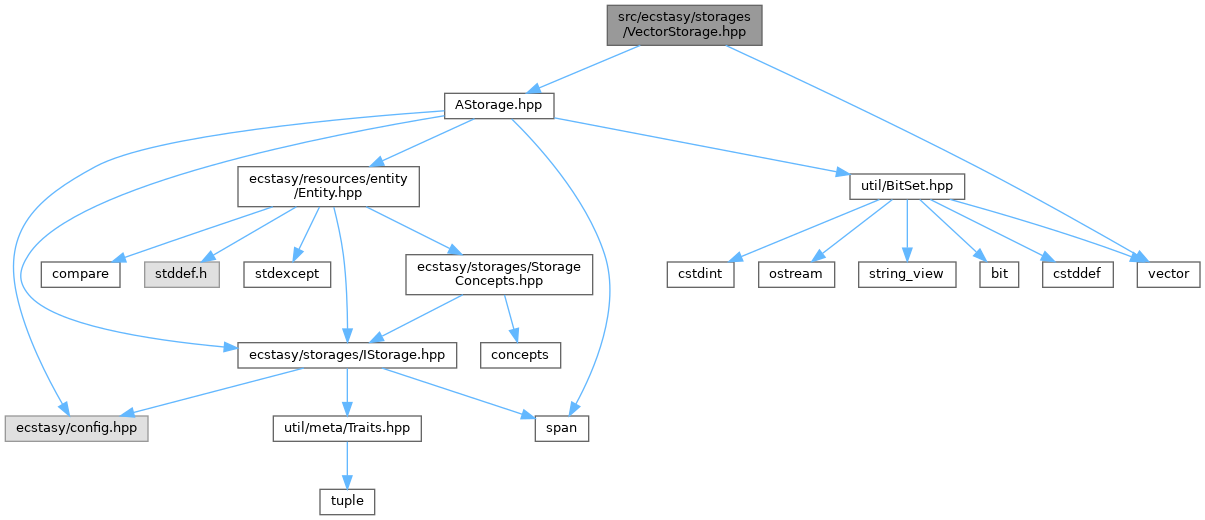 src/ecstasy/storages
/VectorStorage.hpp
AStorage.hpp
ecstasy/resources/entity
/Entity.hpp
util/BitSet.hpp
compare
stddef.h
stdexcept
ecstasy/storages/Storage
Concepts.hpp
cstdint
ostream
string_view
bit
cstddef
vector
ecstasy/storages/IStorage.hpp
concepts
ecstasy/config.hpp
util/meta/Traits.hpp
span
tuple